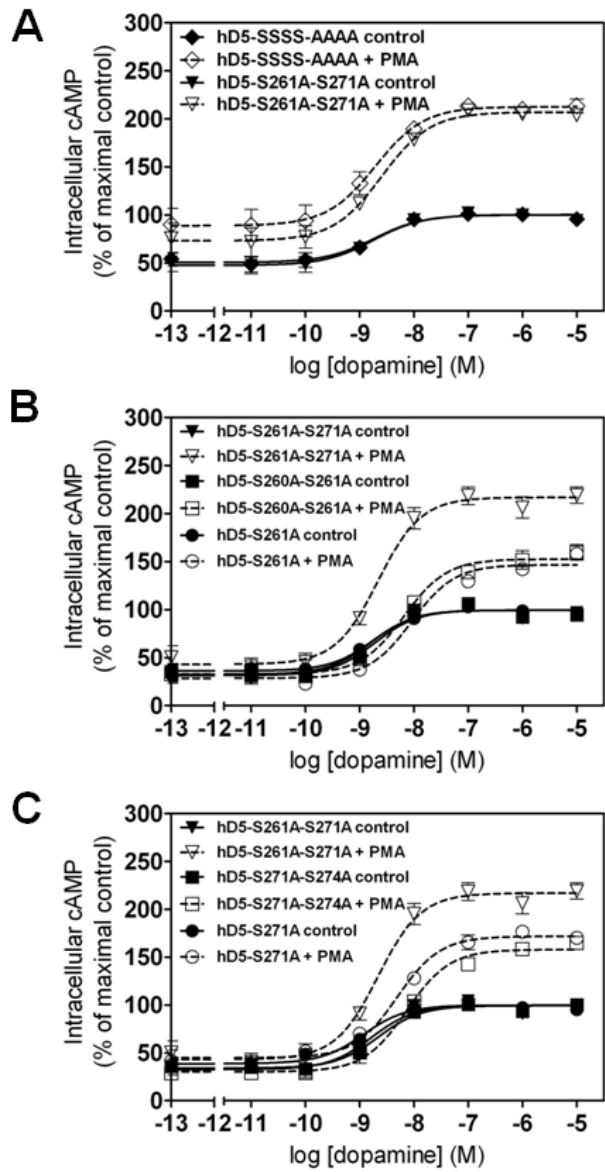 A
hD5-SSSS-AAAA control
hD5-SSSS-AAAA + PMA
hD5-S261A-S271A control
hD5-S261A-S271A + PMA
Intracellular cAMP
(% of maximal control)
300
250
200
150
100
50
0
-13 -12 -11 -10 -9 -8 -7 -6 -5
log [dopamine] (M)
B
hD5-S261A-S271A control
hD5-S261A-S271A + PMA
hD5-S260A-S261A control
hD5-S260A-S261A + PMA
hD5-S261A control
hD5-S261A + PMA
Intracellular cAMP
(% of maximal control)
300
250
200
150
100
50
0
-13 -12 -11 -10 -9 -8 -7 -6 -5
log [dopamine] (M)
C
hD5-S261A-S271A control
hD5-S261A-S271A + PMA
hD5-S271A-S274A control
hD5-S271A-S274A + PMA
hD5-S271A control
hD5-S271A + PMA
Intracellular cAMP
(% of maximal control)
300
250
200
150
100
50
0
-13 -12 -11 -10 -9 -8 -7 -6 -5
log [dopamine] (M)